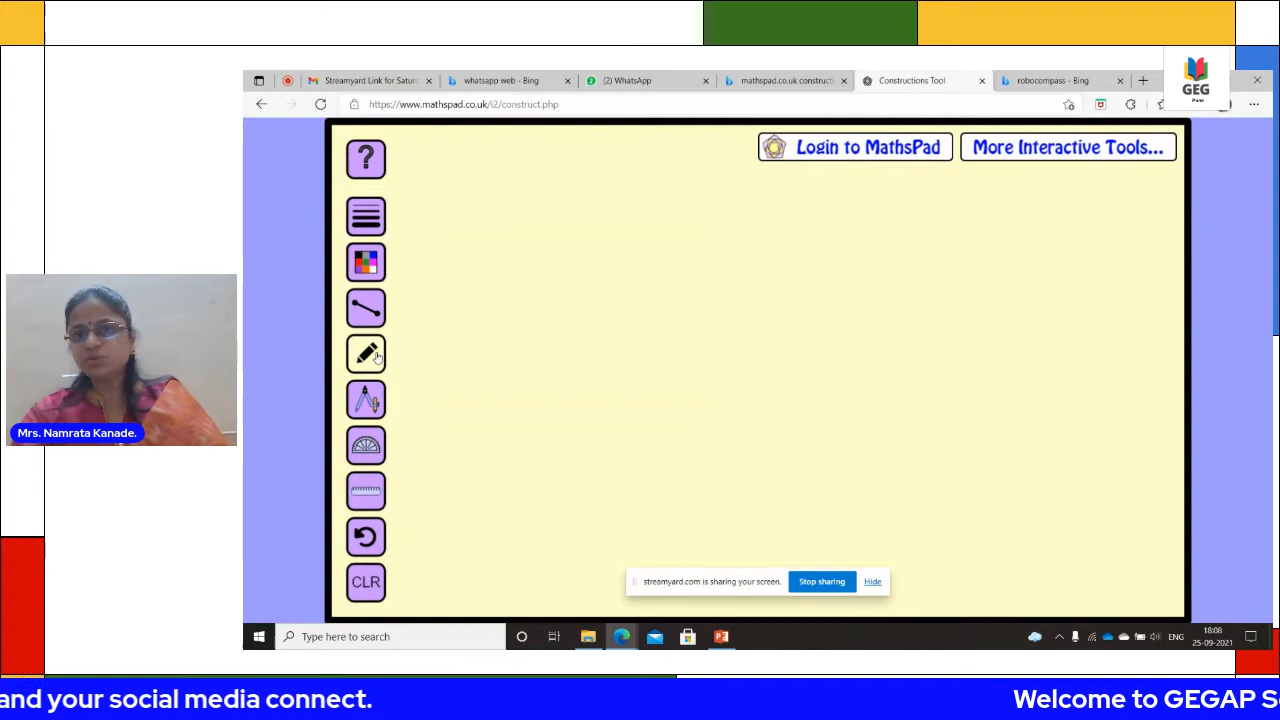 Streamyard Link for Satur
whatsapp web - Bing
(2) WhatsApp
mathspad.co.uk constructi
Constructions Tool
robocompass - Bing
GEG
Pune
https://www.mathspad.co.uk/i2/construct.php
?
Login to MathsPad
More Interactive Tools...
Mrs. Namrata Kanade.
CLR
streamyard.com is sharing your screen.
Stop sharing
Hide
Type here to search
ENG
18:08
25-09-2021
and your social media connect.
Welcome to GEGAP S